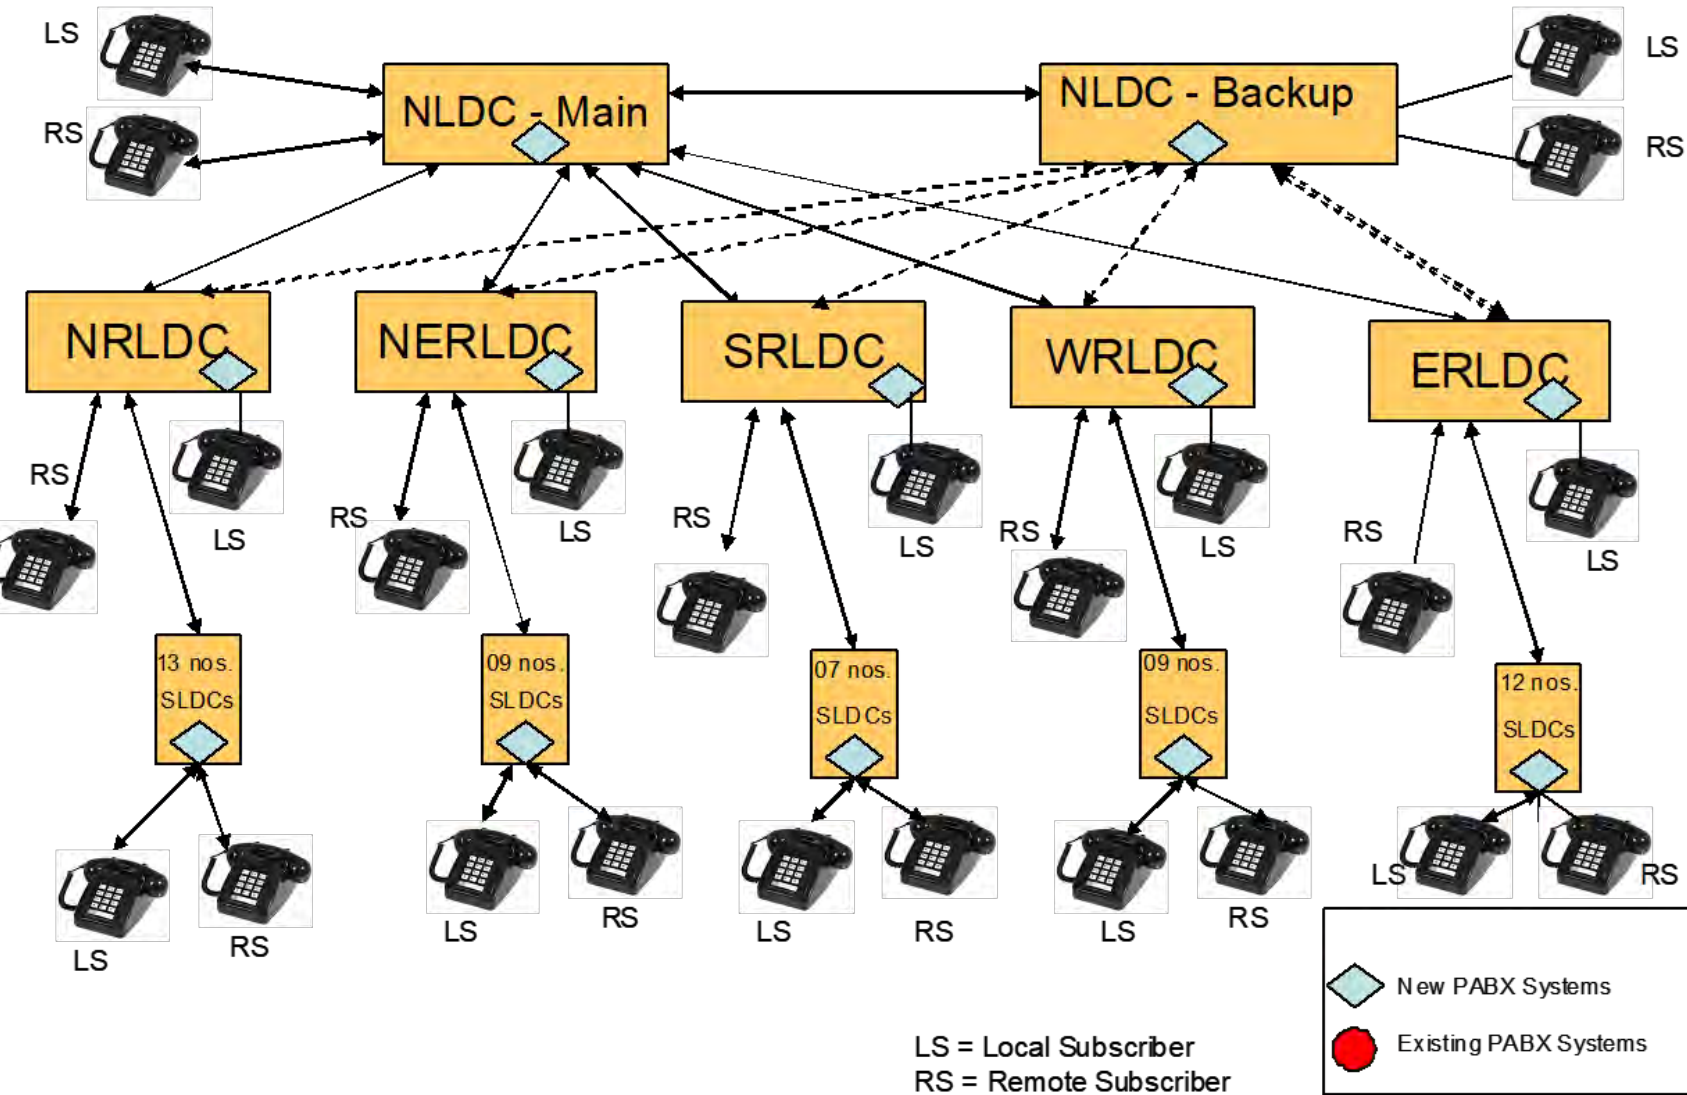 LS
NLDC - Main
NLDC - Backup
LS
RS
RS
NRLDC
NERLDC
SRLDC
WRLDC
ERLDC
RS
LS
RS
LS
RS
LS
RS
LS
RS
LS
13 nos.
SLDCs
09 nos.
SLDCs
07 nos.
SLDCs
09 nos.
SLDCs
12 nos.
SLDCs
LS
RS
LS
RS
LS
RS
LS
RS
LS
RS
New PABX Systems
Existing PABX Systems
LS = Local Subscriber
RS = Remote Subscriber